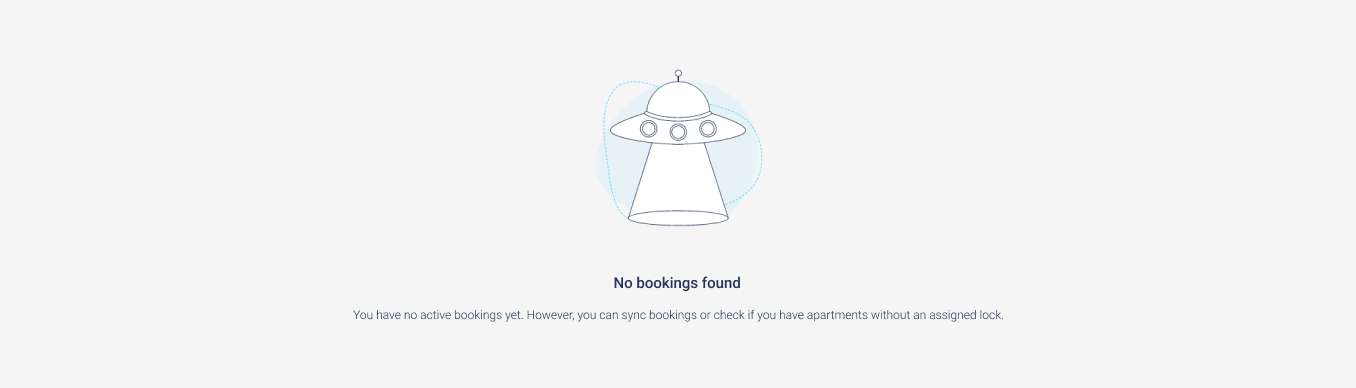 No bookings found
You have no active bookings yet. However, you can sync bookings or check if you have apartments without an assigned lock.